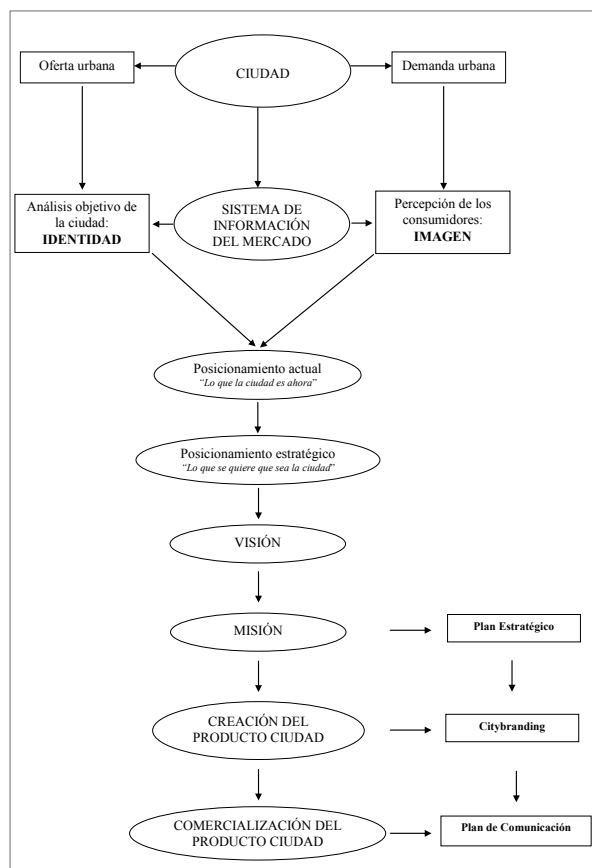 Oferta urbana
CIUDAD
Demanda urbana
Análisis objetivo de
la ciudad:
IDENTIDAD
SISTEMA DE
INFORMACIÓN
DEL MERCADO
Percepción de los
consumidores:
IMAGEN
Posicionamiento actual
“Lo que la ciudad es ahora”
Posicionamiento estratégico
“Lo que se quiere que sea la ciudad”
VISIÓN
MISIÓN
Plan Estratégico
CREACIÓN DEL
PRODUCTO CIUDAD
Citybranding
COMERCIALIZACIÓN DEL
PRODUCTO CIUDAD
Plan de Comunicación